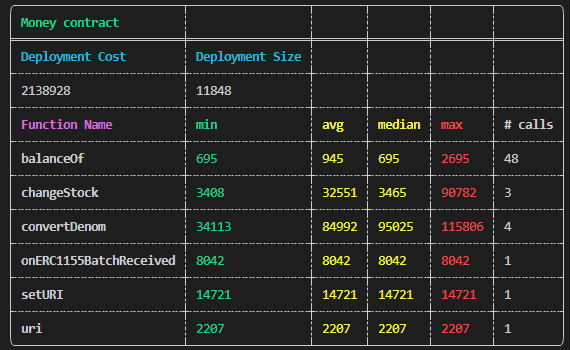 Money contract
Deployment Cost Deployment Size
2138928 11848
Function Name min avg median max # calls
balanceOf 695 945 695 2695 48
changeStock 3408 32551 3465 90782 3
convertDenom 34113 84992 95025 115806 4
onERC1155BatchReceived 8042 8042 8042 8042 1
setURI 14721 14721 14721 14721 1
uri 2207 2207 2207 2207 1